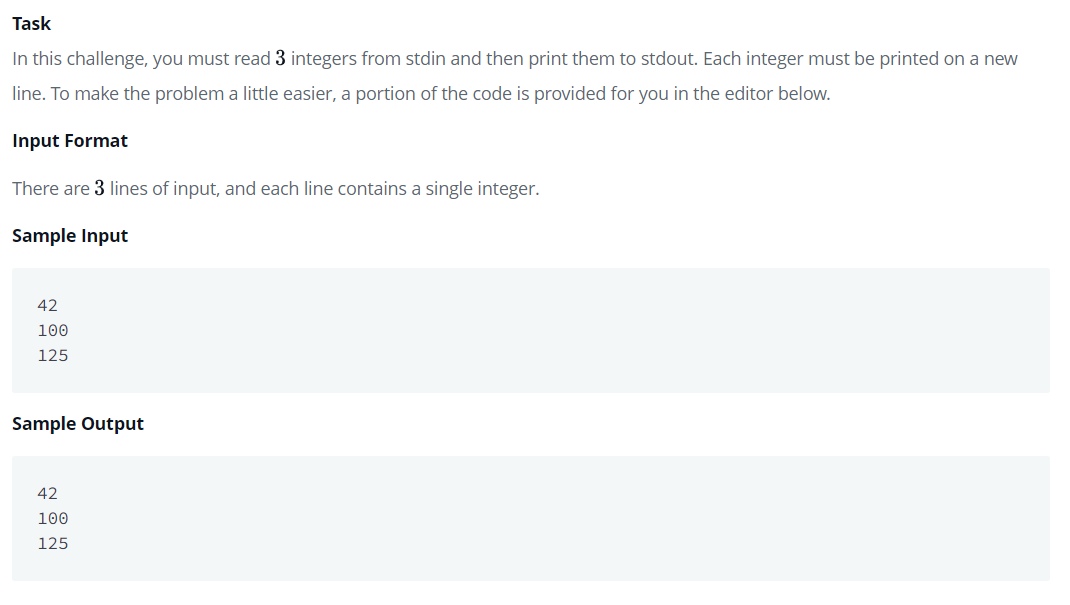 Task
In this challenge, you must read 3 integers from stdin and then print them to stdout. Each integer must be printed on a new
line. To make the problem a little easier, a portion of the code is provided for you in the editor below.
Input Format
There are 3 lines of input, and each line contains a single integer.
Sample Input
42
100
125
Sample Output
42
100
125